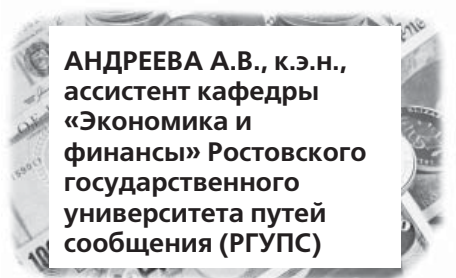 АНДРЕЕВА А.В., к.э.н.,
ассистент кафедры
«Экономика и
финансы» Ростовского
государственного
университета путей
сообщения (РГУПС)